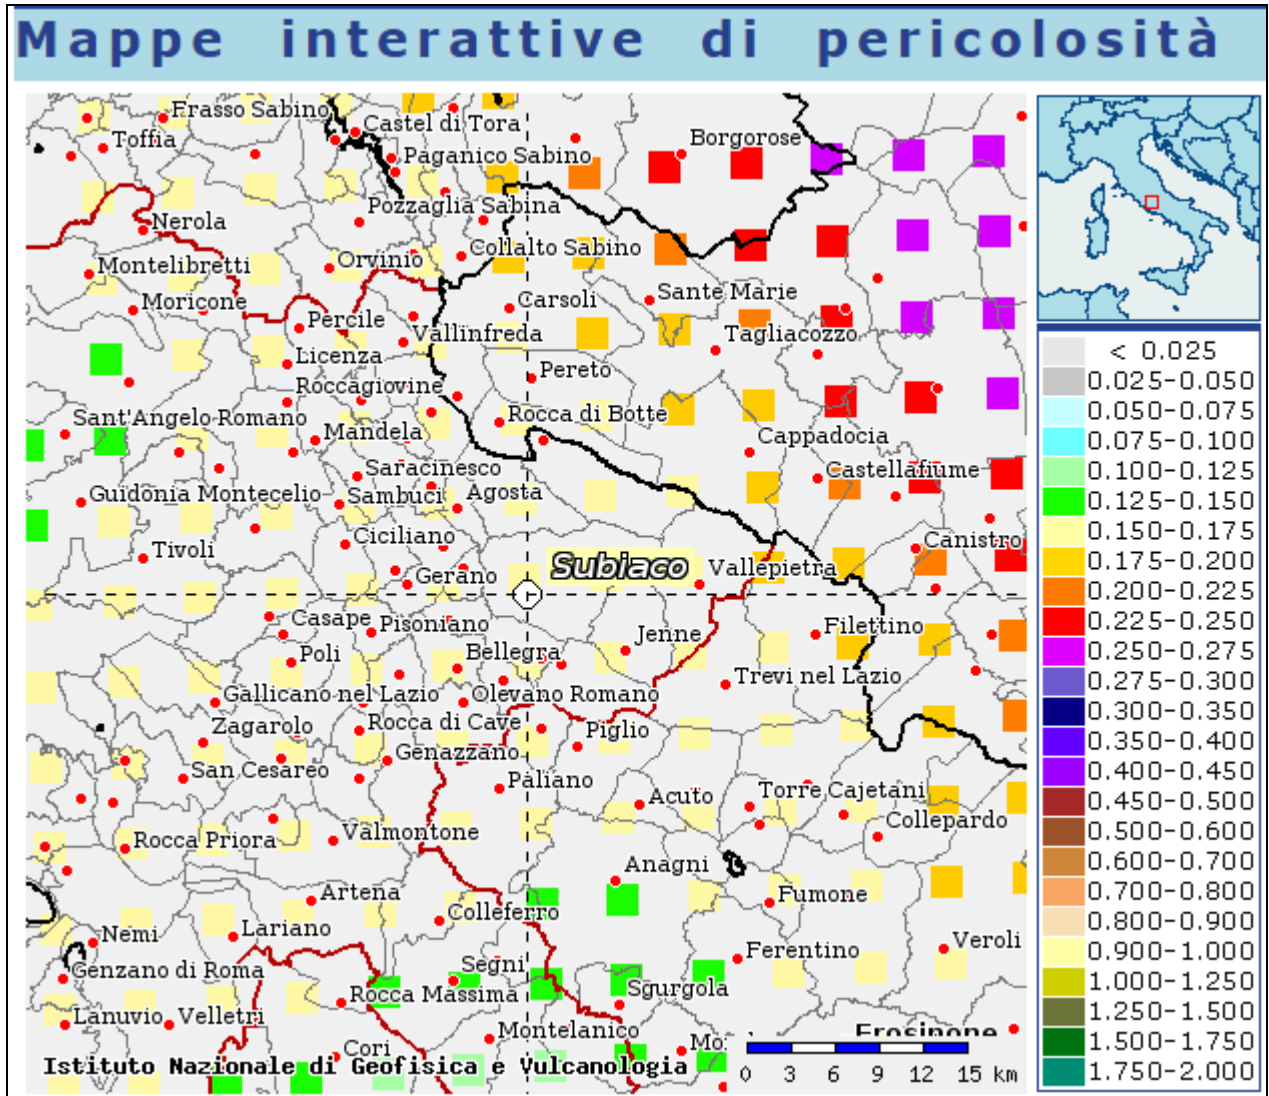 Mappe interattive di pericolosità
Frasso Sabino
Castel di Tora
Toffia
Borgorose
Paganico Sabino
Pozzaglia Sabina
Nerola
Collalto Sabino
Orvinio
Montelibretti
Sante Marie
Carsoli
Moricone
Percile
Vallinfreda
Tagliacozzo
Licenza
Pereto
Roccagiovine
Rocca di Botte
Sant'Angelo Romano
Mandela
Cappadocia
Saracinesco
Castellafiume
Guidonia Montecelio
Sambuci
Agosta
Ciciliano
Canistro
Tivoli
Subiaco
Vallepietra
Gerano
Casape
Pisoniano
Jenne
Filettino
Poli
Bellegra
Trevi nel Lazio
Gallicano nel Lazio
Olevano Romano
Zagarolo
Rocca di Cave
Piglio
Genazzano
San Cesareo
Paliano
Acuto
Torre Cajetani
Collepardo
Rocca Priora
Valmontone
Anagni
Artena
Fumone
Colleferro
Nemi
Lariano
Veroli
Ferentino
Segni
Genzano di Roma
Rocca Massima
Sgurgola
Lanuvio
Velletri
Montelanico
Frosinone
Cori
Mo
Istituto Nazionale di Geofisica e Vulcanologia
0 3 6 9 12 15 km
< 0.025
0.025-0.050
0.050-0.075
0.075-0.100
0.100-0.125
0.125-0.150
0.150-0.175
0.175-0.200
0.200-0.225
0.225-0.250
0.250-0.275
0.275-0.300
0.300-0.350
0.350-0.400
0.400-0.450
0.450-0.500
0.500-0.600
0.600-0.700
0.700-0.800
0.800-0.900
0.900-1.000
1.000-1.250
1.250-1.500
1.500-1.750
1.750-2.000